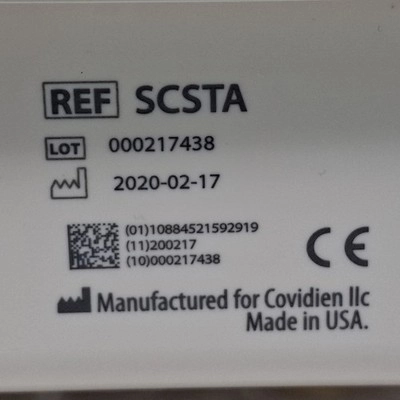 REF SCSTA
LOT 000217438
2020-02-17
(01)10884521592919
(11)200217
(10)000217438
CE
Manufactured for Covidien llc
Made in USA.